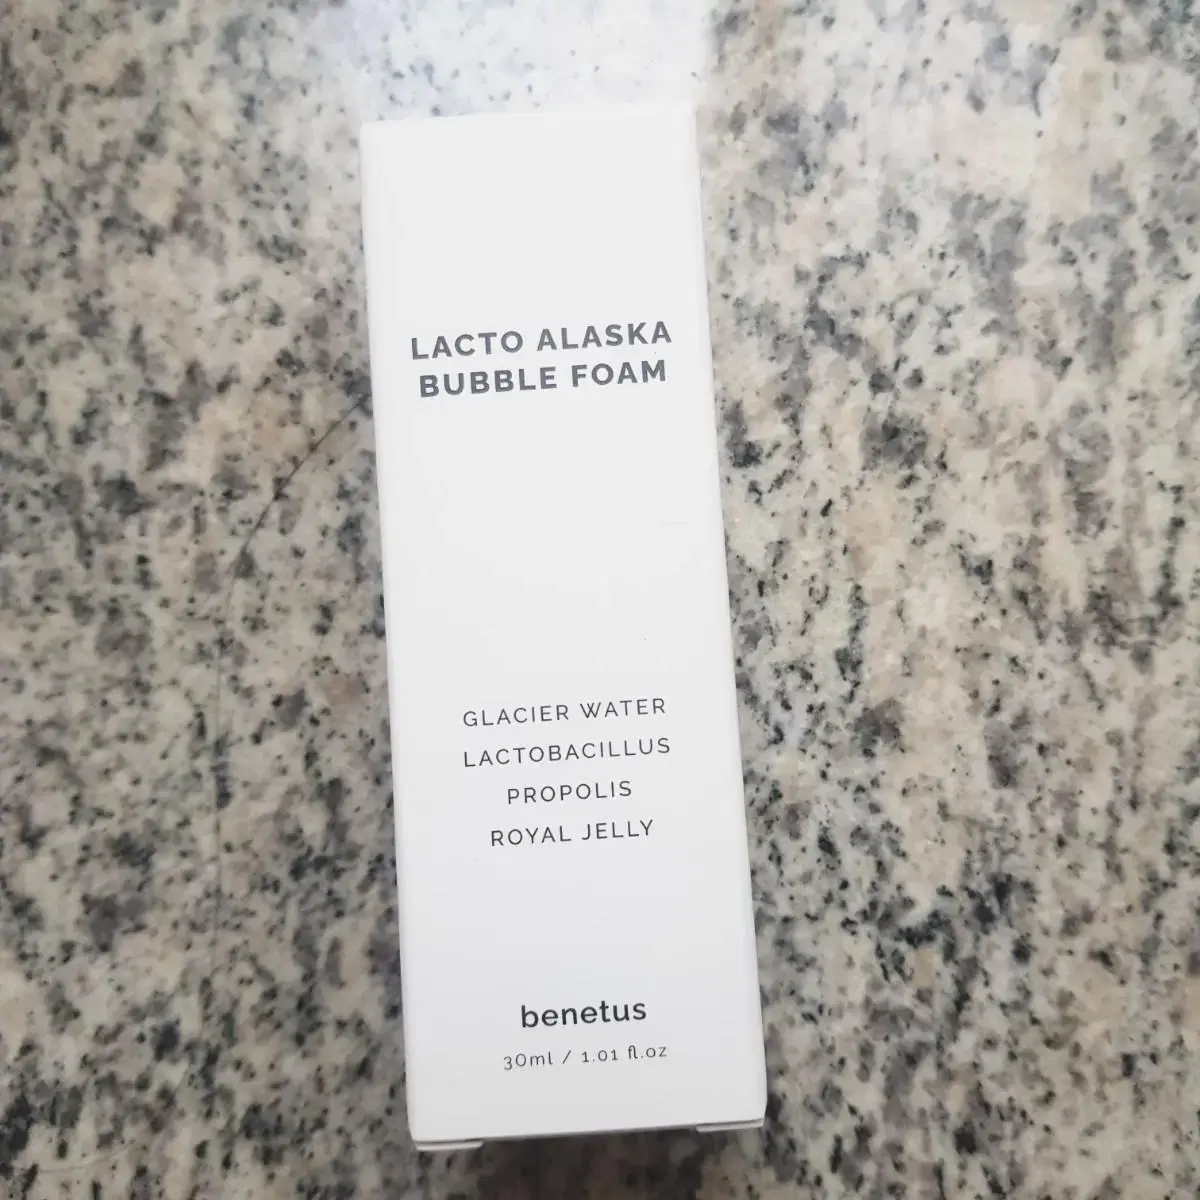 LACTO ALASKA
BUBBLE FOAM
GLACIER WATER
LACTOBACILLUS
PROPOLIS
ROYAL JELLY
benetus
30ml / 1.01 fl.oz